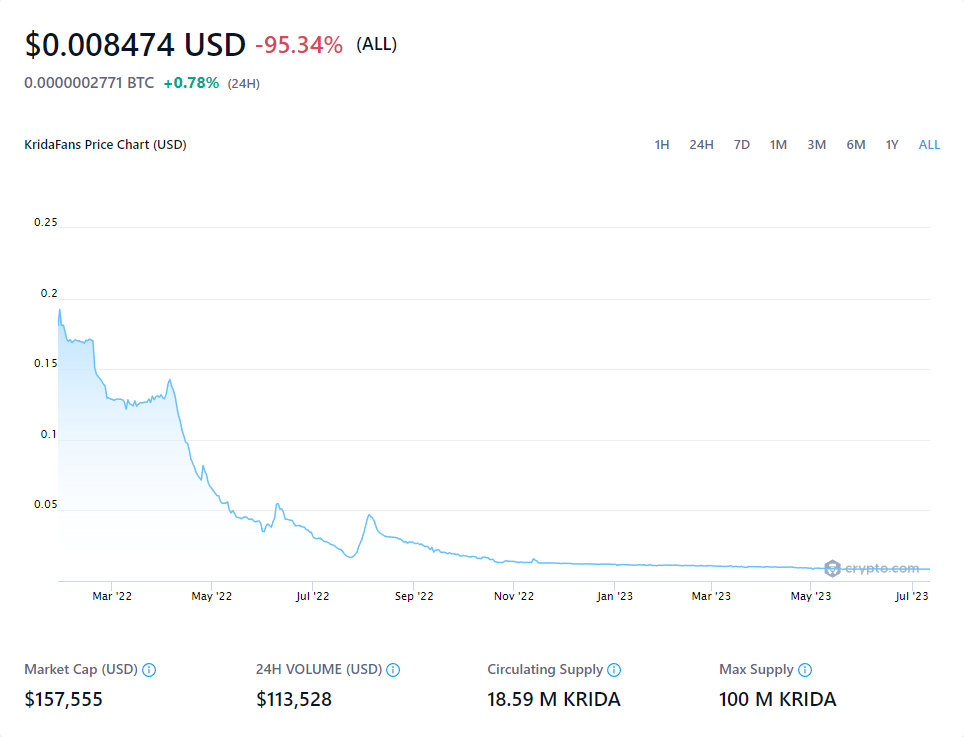 $0.008474 USD -95.34% (ALL)
0.0000002771 BTC +0.78% (24H)
KridaFans Price Chart (USD) 1H 24H 7D 1M 3M 6M 1Y ALL
0.25
0.2
0.15
0.1
0.05
crypto.com
Mar '22 May '22 Jul '22 Sep '22 Nov '22 Jan '23 Mar '23 May '23 Jul '23
Market Cap (USD) 24H VOLUME (USD) Circulating Supply Max Supply
$157,555 $113,528 18.59 M KRIDA 100 M KRIDA